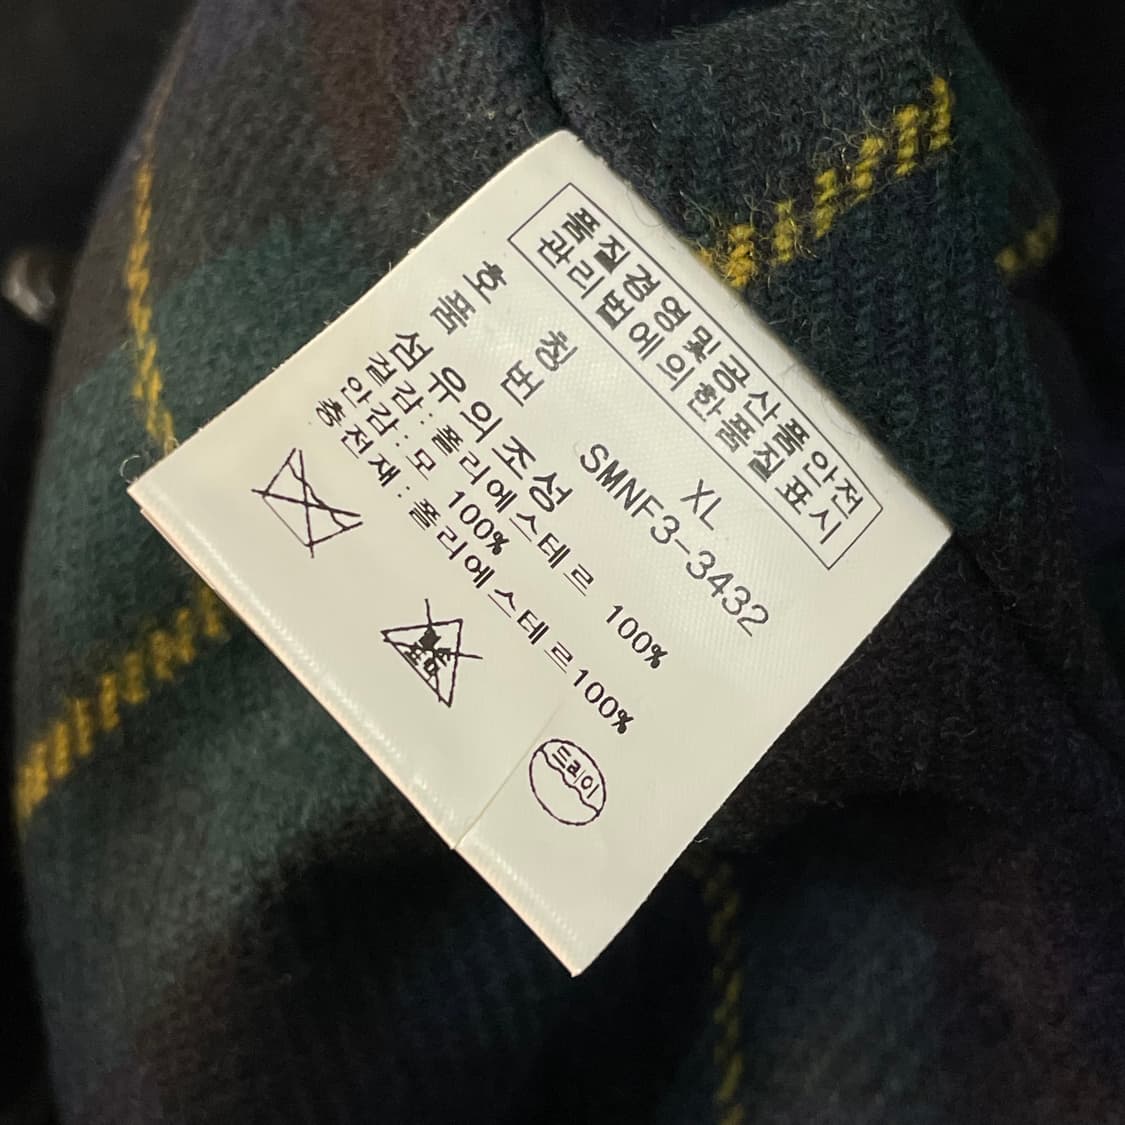 품질경영및공산품안전
관리법에의한품질표시
호칭 XL
품번 SMNF3-3432
섬유의조성
겉감:폴리에스테르 100%
안감:모 100%
충전재:폴리에스테르100%
드라이